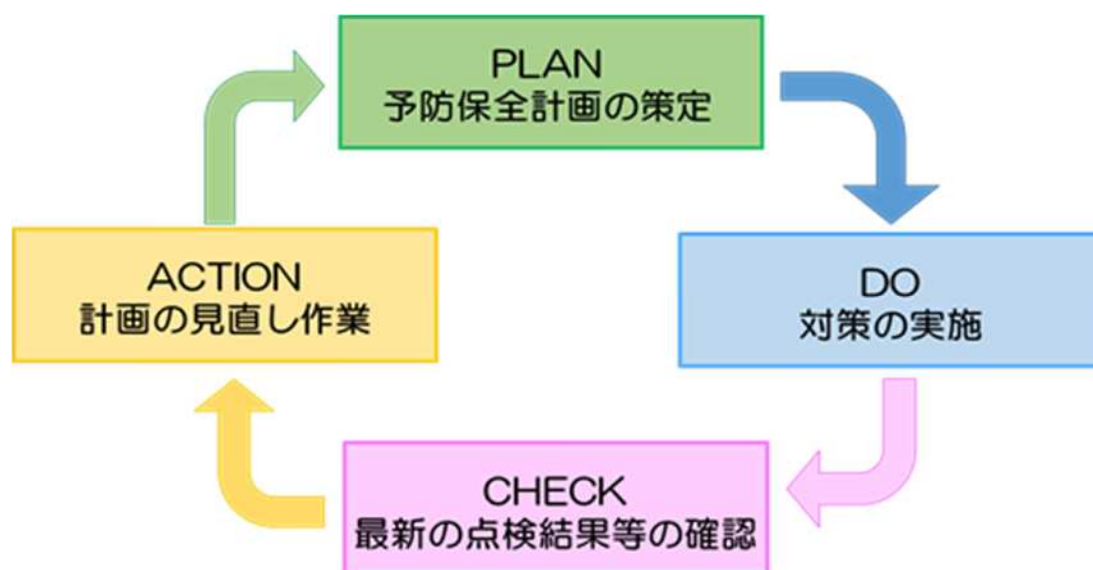 PLAN
予防保全計画の策定
ACTION
計画の見直し作業
DO
対策の実施
CHECK
最新の点検結果等の確認